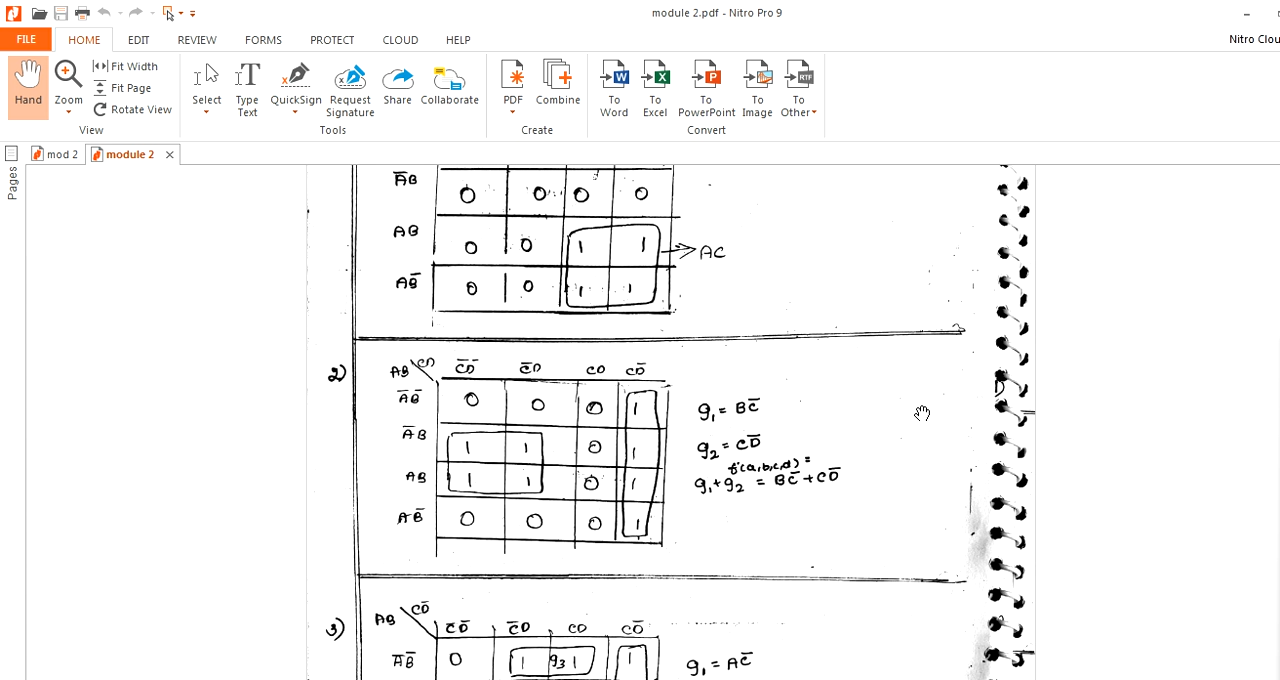 module 2.pdf - Nitro Pro 9
FILE HOME EDIT REVIEW FORMS PROTECT CLOUD HELP Nitro Clou
Hand Zoom Fit Width Select Type Text QuickSign Request Signature Share Collaborate PDF Combine To Word To Excel To PowerPoint To Image To Other
Fit Page
Rotate View
View Tools Create Convert
mod 2 module 2
Pages
A̅B 0 0 0 0
AB 0 0 1 1 → AC
AB̅ 0 0 1 1
2) AB CD C̅D̅ C̅D CD CD̅
A̅B̅ 0 0 0 1 g₁ = BC̅
A̅B 1 1 0 1 g₂ = CD̅
f(a,b,c,d) =
AB 1 1 0 1 g₁+g₂ = BC̅ + CD̅
AB̅ 0 0 0 1
3) AB CD̅ C̅D̅ C̅D CD CD̅
A̅B̅ 0 1 g₃ 1 1 g₁ = AC̅